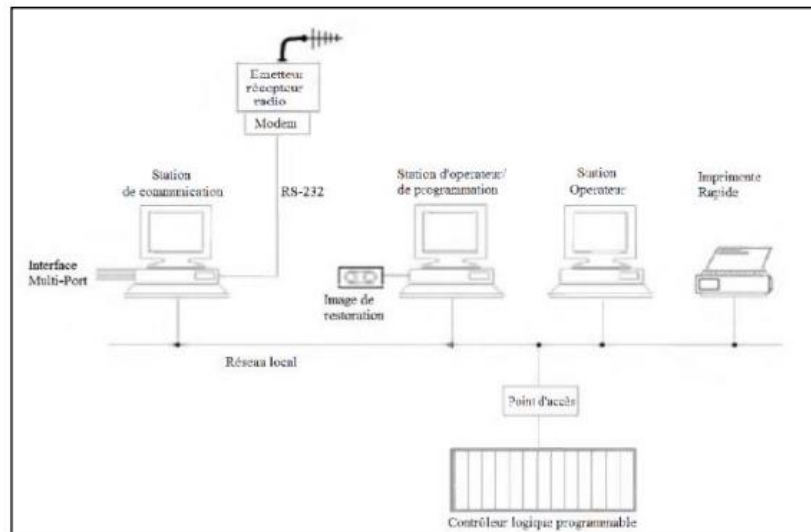 Emetteur
récepteur
radio
Modem
Station
de communication
RS-232
Station d'operateur/
de programmation
Station
Operateur
Imprimente
Rapide
Interface
Multi-Port
Image de
restoration
Réseau local
Point d'accès
Contrôleur logique programmable